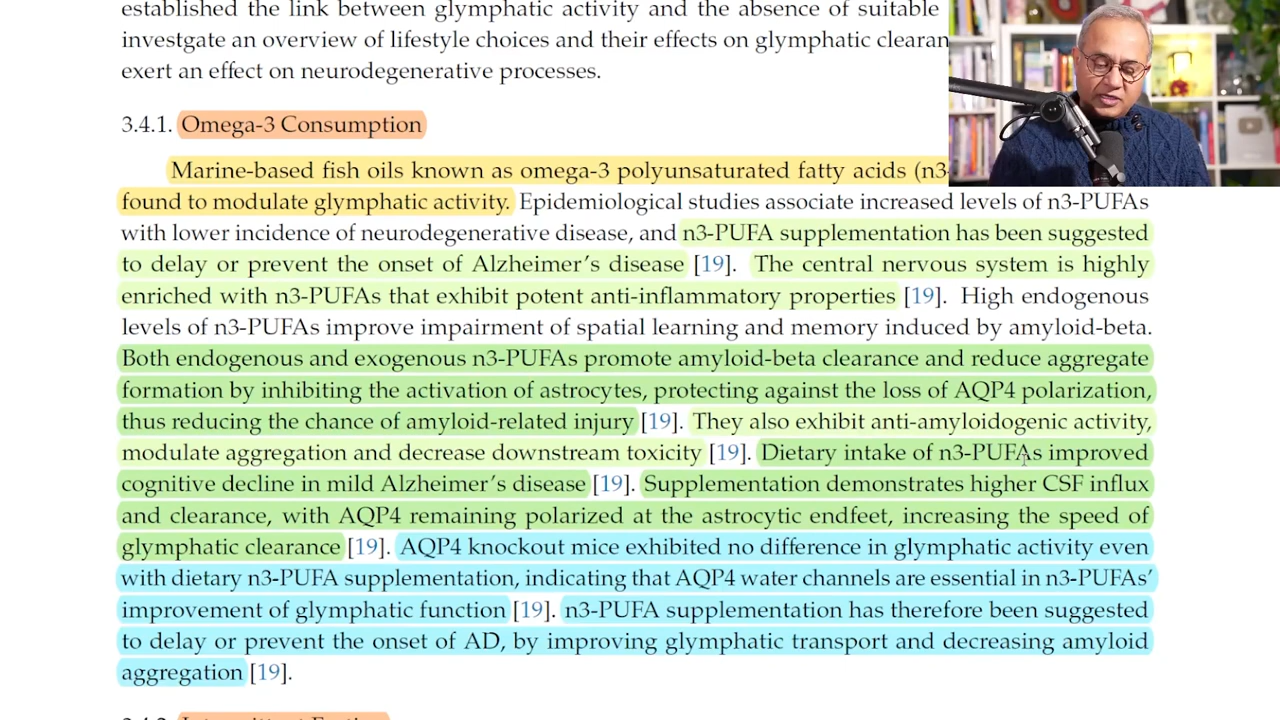 established the link between glymphatic activity and the absence of suitable
investgate an overview of lifestyle choices and their effects on glymphatic clearan
exert an effect on neurodegenerative processes.
3.4.1. Omega-3 Consumption
Marine-based fish oils known as omega-3 polyunsaturated fatty acids (n3-
found to modulate glymphatic activity. Epidemiological studies associate increased levels of n3-PUFAs
with lower incidence of neurodegenerative disease, and n3-PUFA supplementation has been suggested
to delay or prevent the onset of Alzheimer's disease [19]. The central nervous system is highly
enriched with n3-PUFAs that exhibit potent anti-inflammatory properties [19]. High endogenous
levels of n3-PUFAs improve impairment of spatial learning and memory induced by amyloid-beta.
Both endogenous and exogenous n3-PUFAs promote amyloid-beta clearance and reduce aggregate
formation by inhibiting the activation of astrocytes, protecting against the loss of AQP4 polarization,
thus reducing the chance of amyloid-related injury [19]. They also exhibit anti-amyloidogenic activity,
modulate aggregation and decrease downstream toxicity [19]. Dietary intake of n3-PUFAs improved
cognitive decline in mild Alzheimer's disease [19]. Supplementation demonstrates higher CSF influx
and clearance, with AQP4 remaining polarized at the astrocytic endfeet, increasing the speed of
glymphatic clearance [19]. AQP4 knockout mice exhibited no difference in glymphatic activity even
with dietary n3-PUFA supplementation, indicating that AQP4 water channels are essential in n3-PUFAs'
improvement of glymphatic function [19]. n3-PUFA supplementation has therefore been suggested
to delay or prevent the onset of AD, by improving glymphatic transport and decreasing amyloid
aggregation [19].
3.4.2. Intermittent Fasting